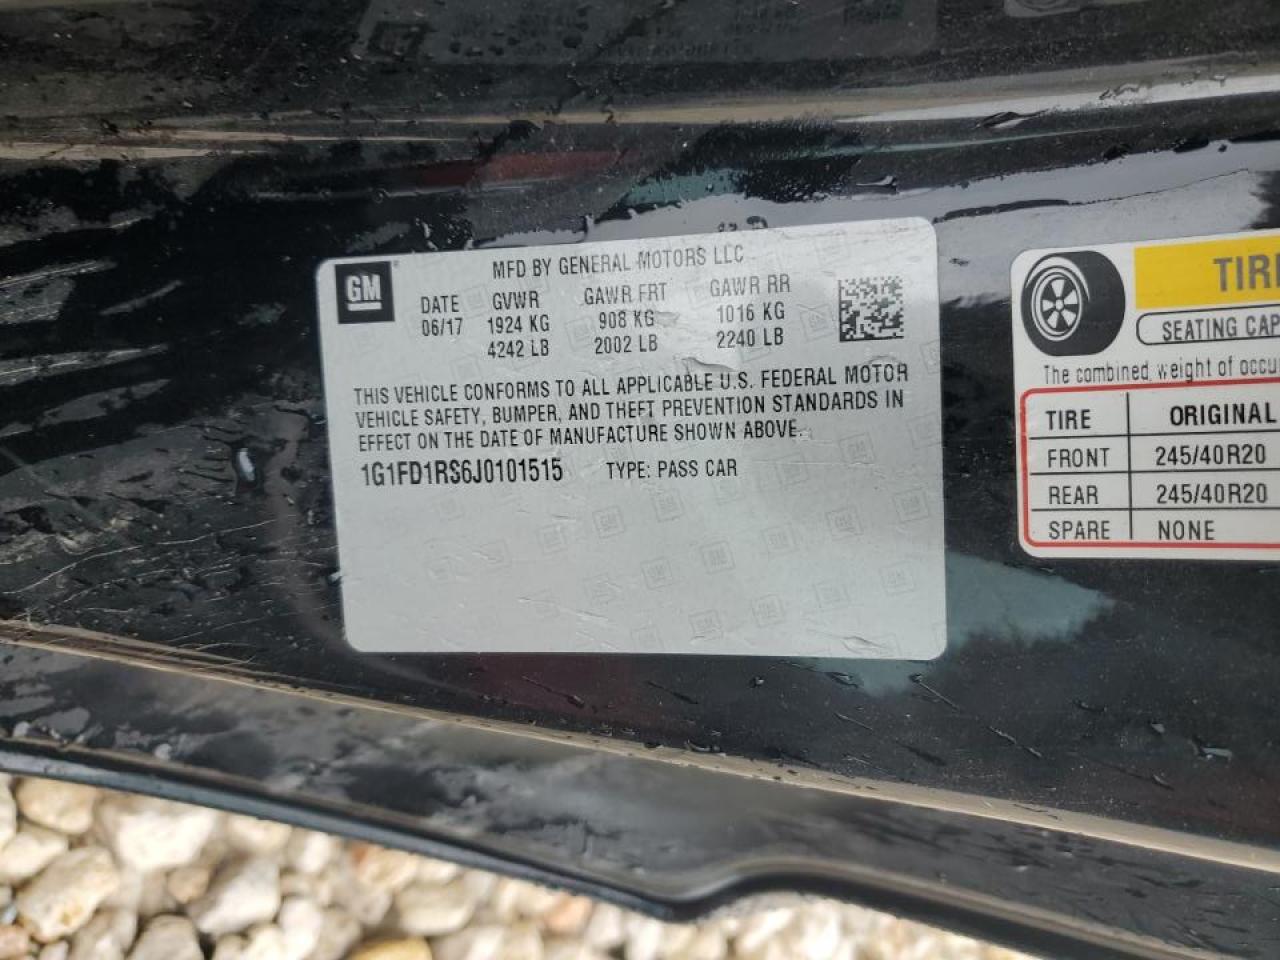 GM
MFD BY GENERAL MOTORS LLC
DATE GVWR GAWR FRT GAWR RR
06/17 1924 KG 908 KG 1016 KG
4242 LB 2002 LB 2240 LB
THIS VEHICLE CONFORMS TO ALL APPLICABLE U.S. FEDERAL MOTOR
VEHICLE SAFETY, BUMPER, AND THEFT PREVENTION STANDARDS IN
EFFECT ON THE DATE OF MANUFACTURE SHOWN ABOVE.
1G1FD1RS6J0101515 TYPE: PASS CAR
TIRE
SEATING CAP
The combined weight of occu
TIRE ORIGINAL
FRONT 245/40R20
REAR 245/40R20
SPARE NONE